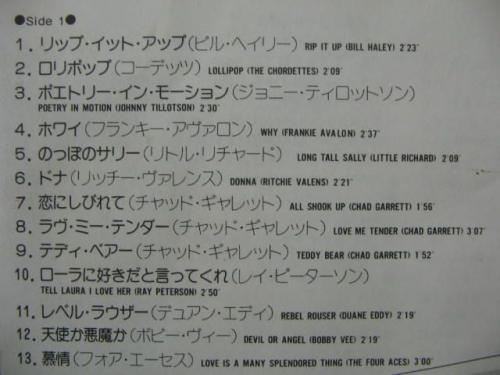 ●Side 1●
1. リップ・イット・アップ(ビル・ヘイリー) RIP IT UP (BILL HALEY) 2'23"
2. ロリポップ(コーデッツ) LOLLIPOP (THE CHORDETTES) 2'09"
3. ポエトリー・イン・モーション(ジョニー・ティロットソン)
POETRY IN MOTION (JOHNNY TILLOTSON) 2'30"
4. ホワイ(フランキー・アヴァロン) WHY (FRANKIE AVALON) 2'37"
5. のっぽのサリー(リトル・リチャード) LONG TALL SALLY (LITTLE RICHARD) 2'09"
6. ドナ(リッチー・ヴァレンス) DONNA (RITCHIE VALENS) 2'21"
7. 恋にしびれて(チャッド・ギャレット) ALL SHOOK UP (CHAD GARRETT) 1'56"
8. ラヴ・ミー・テンダー(チャッド・ギャレット) LOVE ME TENDER (CHAD GARRETT) 3'07"
9. テディ・ベアー(チャッド・ギャレット) TEDDY BEAR (CHAD GARRETT) 1'52"
10. ローラに好きだと言ってくれ(レイ・ピーターソン)
TELL LAURA I LOVE HER (RAY PETERSON) 2'50"
11. レベル・ラウザー(デュアン・エディ) REBEL ROUSER (DUANE EDDY) 2'19"
12. 天使か悪魔か(ボビー・ヴィー) DEVIL OR ANGEL (BOBBY VEE) 2'19"
13. 慕情(フォア・エーセス) LOVE IS A MANY SPLENDORED THING (THE FOUR ACES) 3'00"